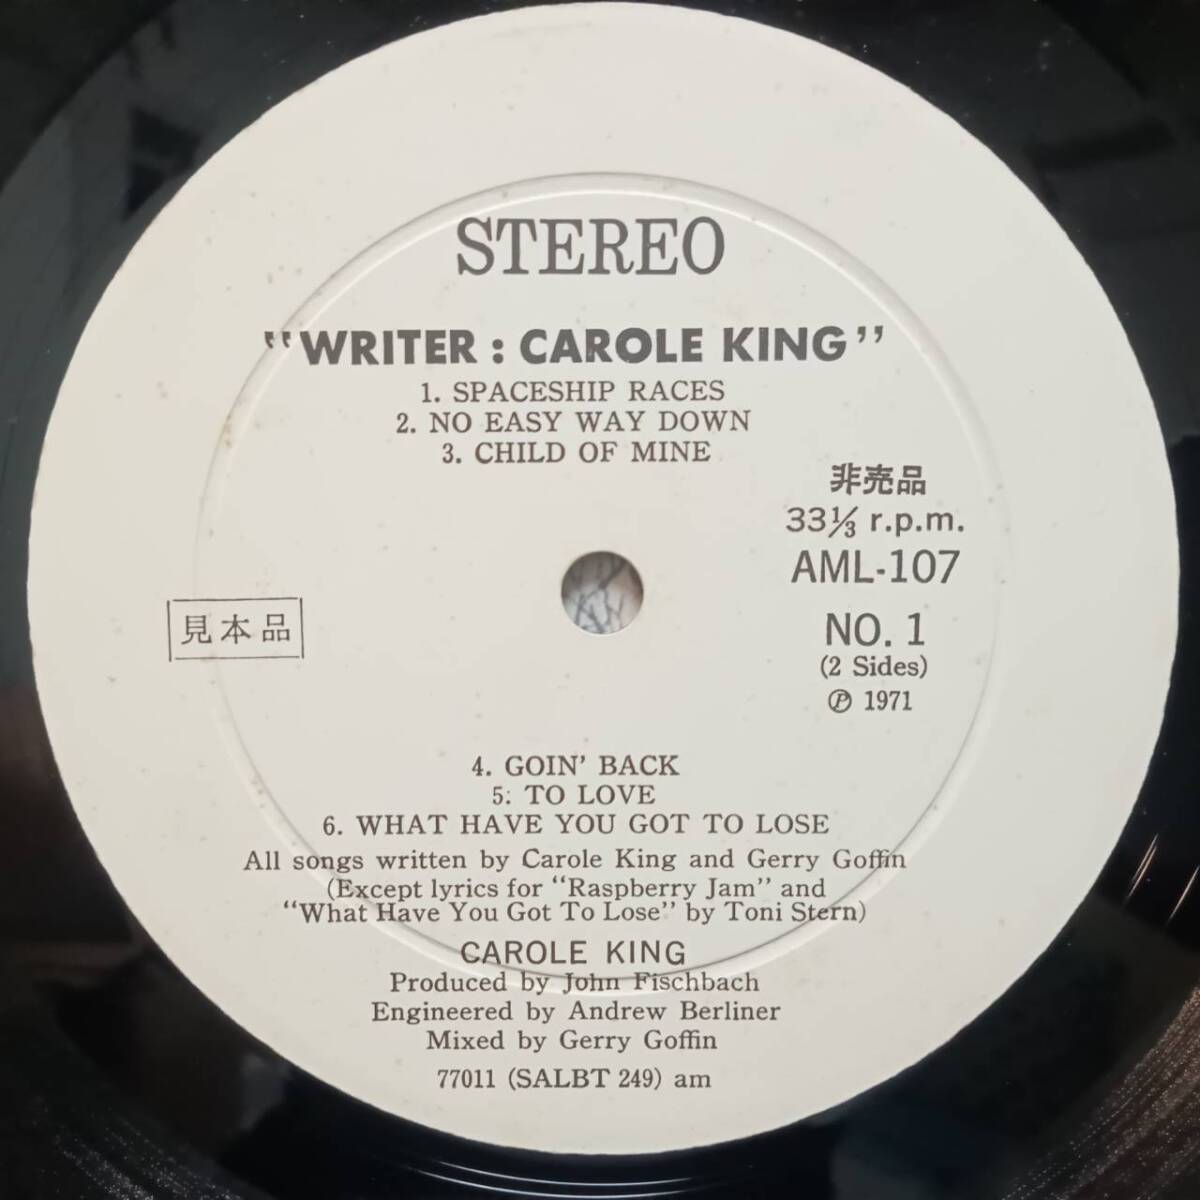 STEREO
"WRITER : CAROLE KING"
1. SPACESHIP RACES
2. NO EASY WAY DOWN
3. CHILD OF MINE
非売品
33⅓ r.p.m.
AML-107
見本品
NO. 1
(2 Sides)
℗ 1971
4. GOIN' BACK
5: TO LOVE
6. WHAT HAVE YOU GOT TO LOSE
All songs written by Carole King and Gerry Goffin
(Except lyrics for "Raspberry Jam" and
"What Have You Got To Lose" by Toni Stern)
CAROLE KING
Produced by John Fischbach
Engineered by Andrew Berliner
Mixed by Gerry Goffin
77011 (SALBT 249) am